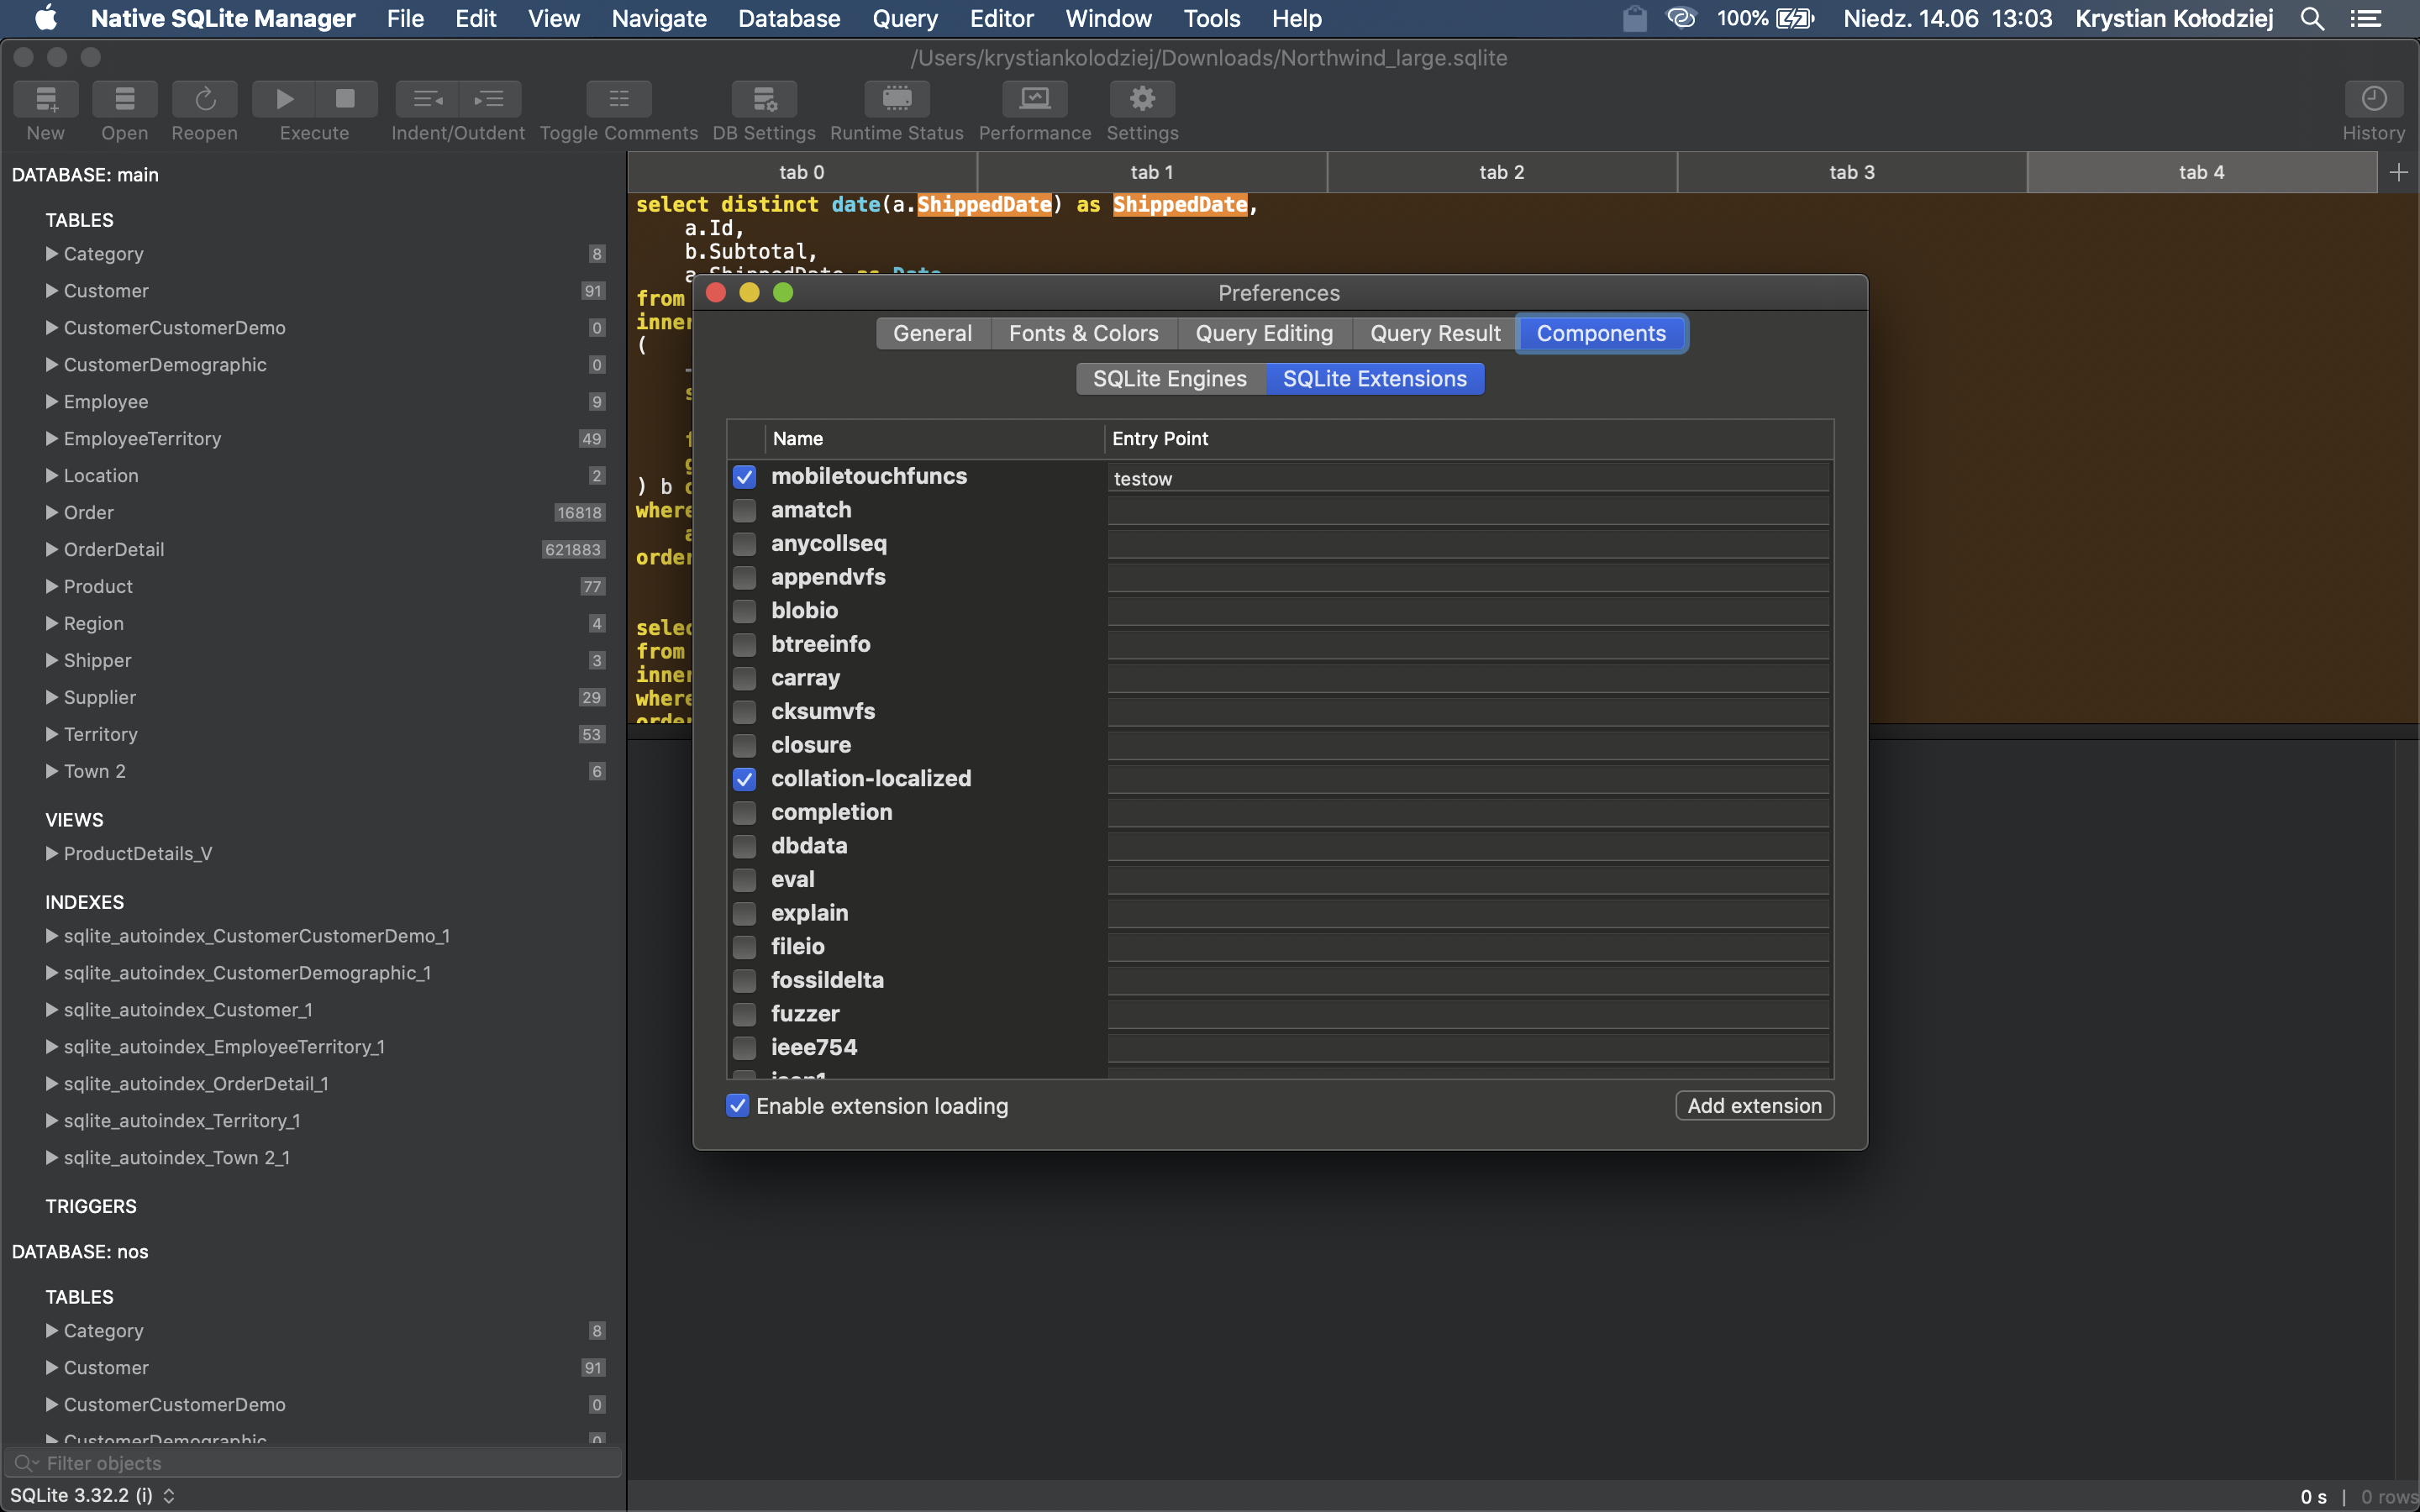 Native SQLite Manager File Edit View Navigate Database Query Editor Window Tools Help 100% Niedz. 14.06 13:03 Krystian Kołodziej
/Users/krystiankolodziej/Downloads/Northwind_large.sqlite
New Open Reopen Execute Indent/Outdent Toggle Comments DB Settings Runtime Status Performance Settings History
DATABASE: main
TABLES
Category 8
Customer 91
CustomerCustomerDemo 0
CustomerDemographic 0
Employee 9
EmployeeTerritory 49
Location 2
Order 16818
OrderDetail 621883
Product 77
Region 4
Shipper 3
Supplier 29
Territory 53
Town 2 6
VIEWS
ProductDetails_V
INDEXES
sqlite_autoindex_CustomerCustomerDemo_1
sqlite_autoindex_CustomerDemographic_1
sqlite_autoindex_Customer_1
sqlite_autoindex_EmployeeTerritory_1
sqlite_autoindex_OrderDetail_1
sqlite_autoindex_Territory_1
sqlite_autoindex_Town 2_1
TRIGGERS
DATABASE: nos
TABLES
Category 8
Customer 91
CustomerCustomerDemo 0
CustomerDemographic 0
Filter objects
SQLite 3.32.2 (i)
tab 0 tab 1 tab 2 tab 3 tab 4
select distinct date(a.ShippedDate) as ShippedDate,
a.Id,
b.Subtotal,
a.ShippedDate as Date
from
inner
(
) b
where
order
from
inner
where
order
Preferences
General Fonts & Colors Query Editing Query Result Components
SQLite Engines SQLite Extensions
Name Entry Point
mobiletouchfuncs testow
amatch
anycollseq
appendvfs
blobio
btreeinfo
carray
cksumvfs
closure
collation-localized
completion
dbdata
eval
explain
fileio
fossildelta
fuzzer
ieee754
json1
Enable extension loading Add extension
0 s | 0 rows